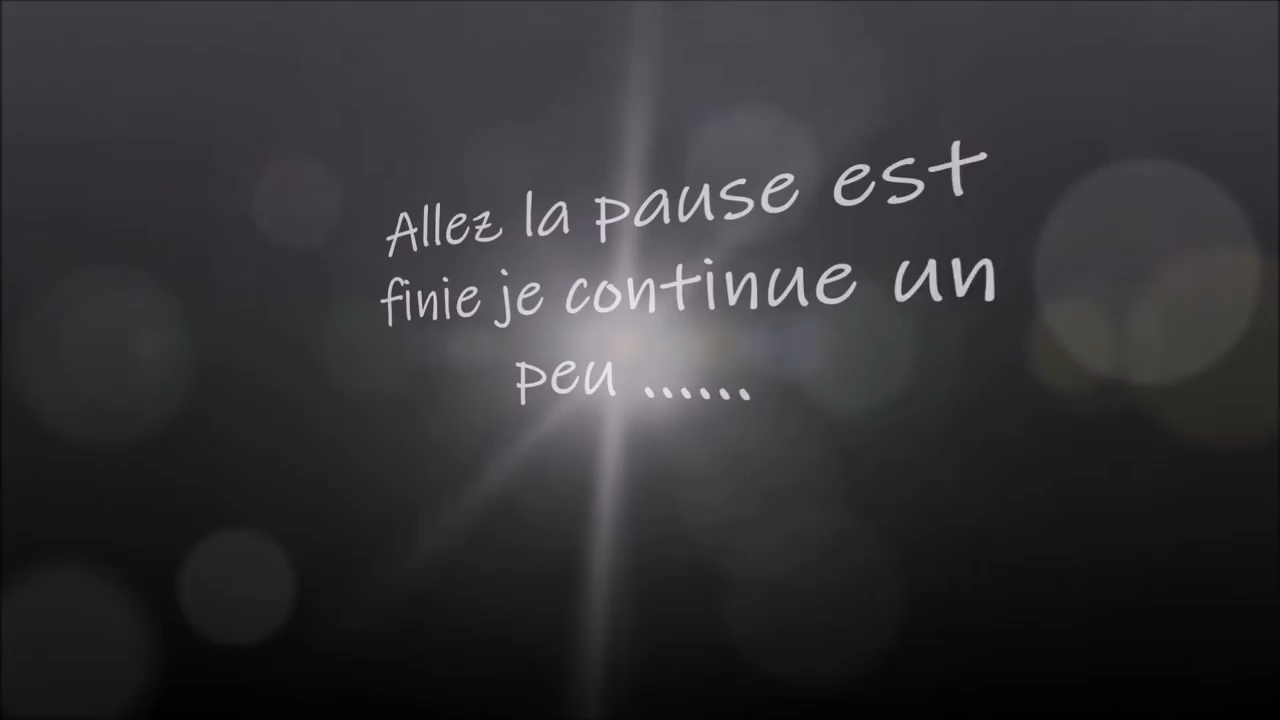 Allez la pause est
finie je continue un
peu ......